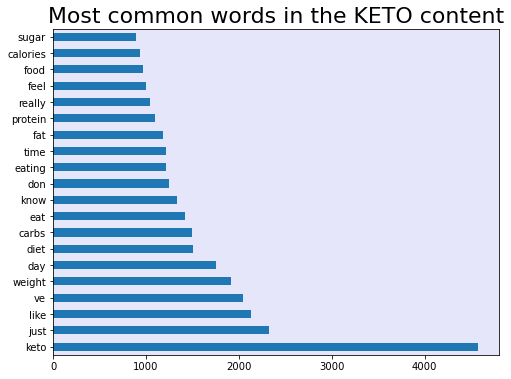 Most common words in the KETO content
sugar
calories
food
feel
really
protein
fat
time
eating
don
know
eat
carbs
diet
day
weight
ve
like
just
keto
0 1000 2000 3000 4000